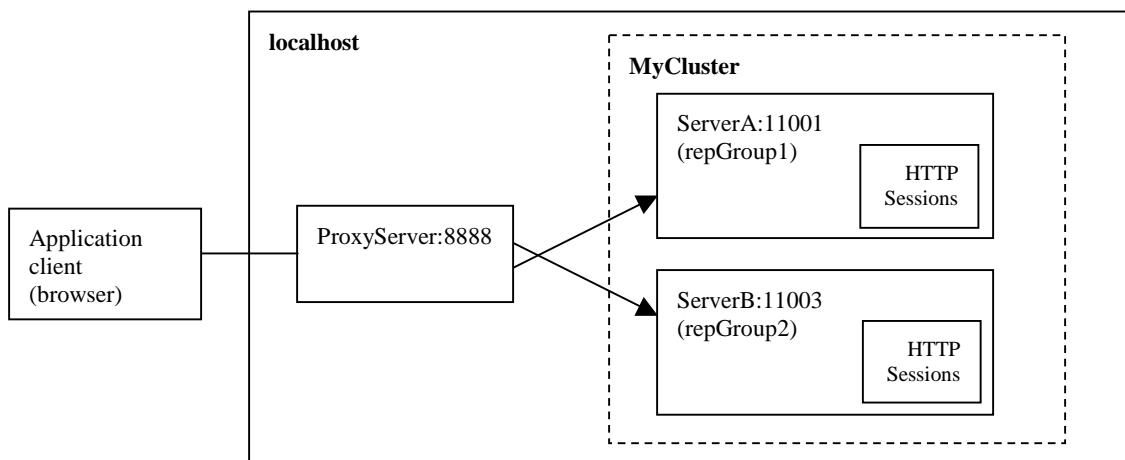 localhost
MyCluster
ServerA:11001
(repGroup1)
HTTP
Sessions
Application
client
(browser)
ProxyServer:8888
ServerB:11003
(repGroup2)
HTTP
Sessions